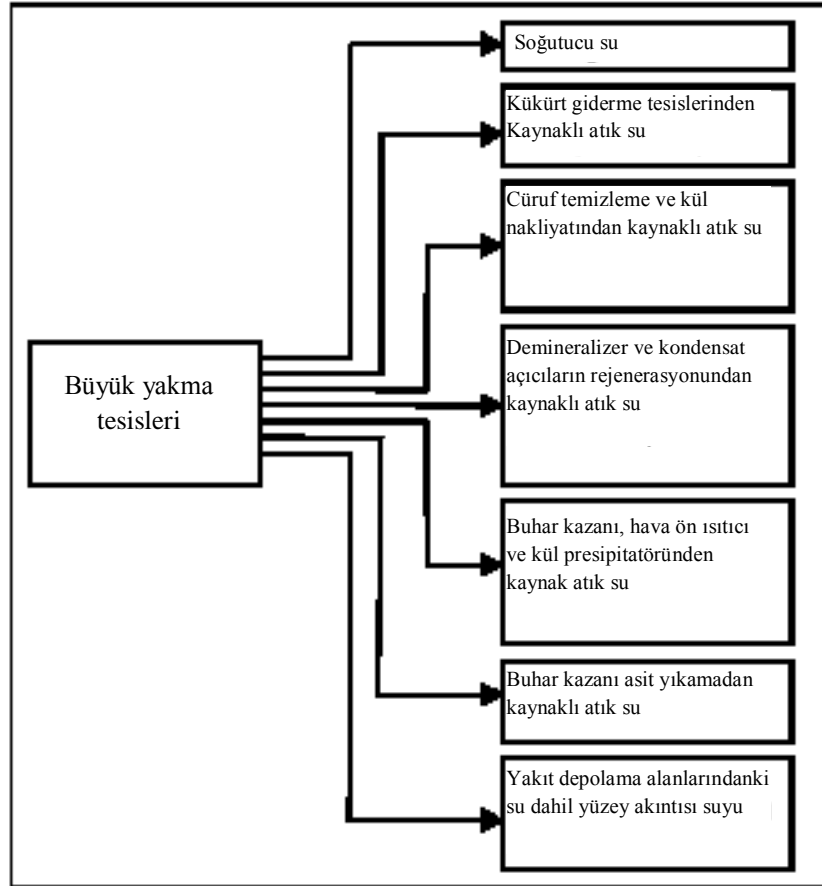 Soğutucu su
Kükürt giderme tesislerinden
Kaynaklı atık su
Cüruf temizleme ve kül
nakliyatından kaynaklı atık su
Büyük yakma
tesisleri
Demineralizer ve kondensat
açıcıların rejenerasyonundan
kaynaklı atık su
Buhar kazanı, hava ön ısıtıcı
ve kül presipitatöründen
kaynak atık su
Buhar kazanı asit yıkamadan
kaynaklı atık su
Yakıt depolama alanlarındanki
su dahil yüzey akıntısı suyu